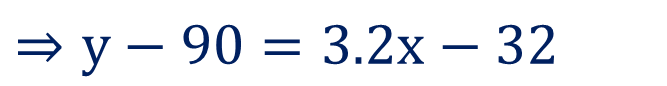 ⇒ y − 90 = 3.2x − 32